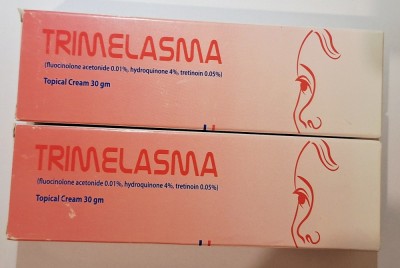 TRIMELASMA
(fluocinolone acetonide 0.01%, hydroquinone 4%, tretinoin 0.05%)
Topical Cream 30 gm
TRIMELASMA
(fluocinolone acetonide 0.01%, hydroquinone 4%, tretinoin 0.05%)
Topical Cream 30 gm